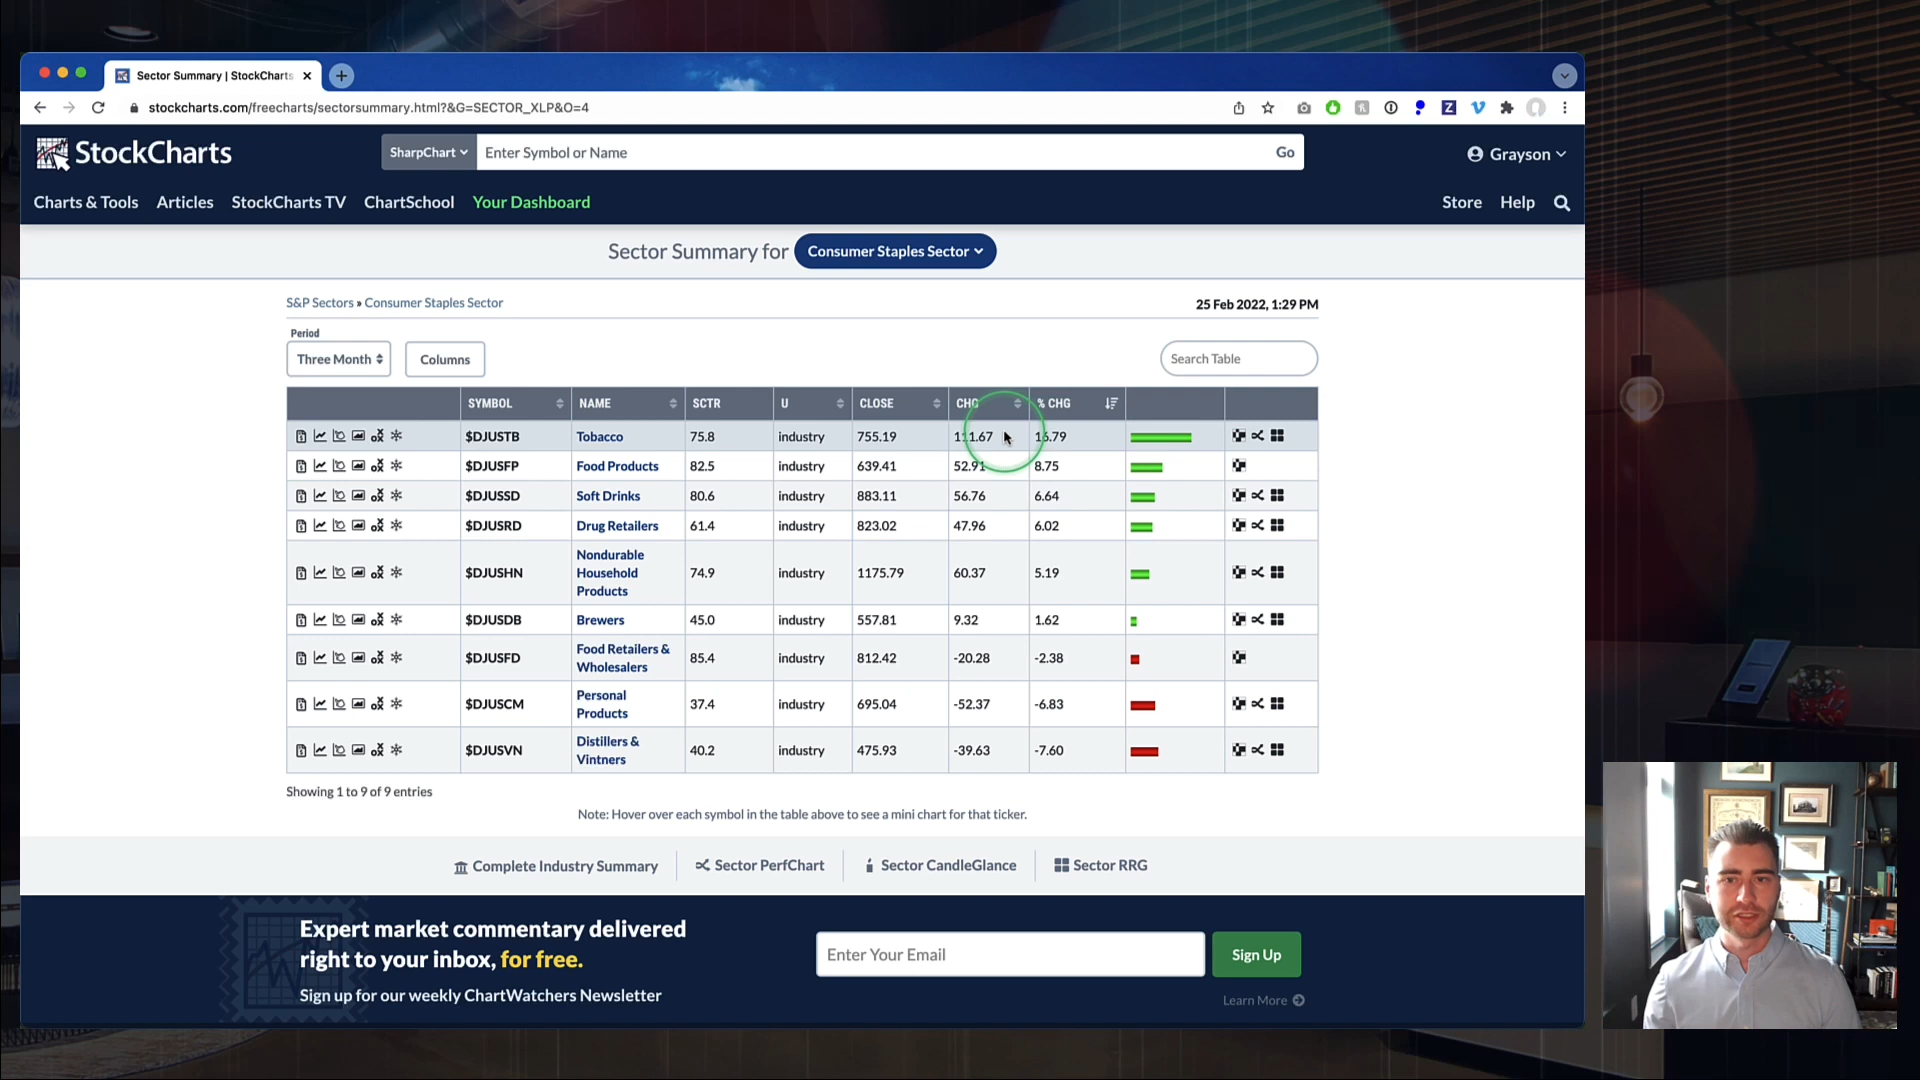 Sector Summary | StockCharts
stockcharts.com/freecharts/sectorsummary.html?&G=SECTOR_XLP&O=4
StockCharts
SharpChart Enter Symbol or Name Go
Grayson
Charts & Tools Articles StockCharts TV ChartSchool Your Dashboard Store Help
Sector Summary for Consumer Staples Sector
S&P Sectors » Consumer Staples Sector 25 Feb 2022, 1:29 PM
Period
Three Month Columns Search Table
SYMBOL NAME SCTR U CLOSE CHG % CHG
$DJUSTB Tobacco 75.8 industry 755.19 111.67 16.79
$DJUSFP Food Products 82.5 industry 639.41 52.91 8.75
$DJUSSD Soft Drinks 80.6 industry 883.11 56.76 6.64
$DJUSRD Drug Retailers 61.4 industry 823.02 47.96 6.02
$DJUSHN Nondurable Household Products 74.9 industry 1175.79 60.37 5.19
$DJUSDB Brewers 45.0 industry 557.81 9.32 1.62
$DJUSFD Food Retailers & Wholesalers 85.4 industry 812.42 -20.28 -2.38
$DJUSCM Personal Products 37.4 industry 695.04 -52.37 -6.83
$DJUSVN Distillers & Vintners 40.2 industry 475.93 -39.63 -7.60
Showing 1 to 9 of 9 entries
Note: Hover over each symbol in the table above to see a mini chart for that ticker.
Complete Industry Summary Sector PerfChart Sector CandleGlance Sector RRG
Expert market commentary delivered
right to your inbox, for free.
Sign up for our weekly ChartWatchers Newsletter
Enter Your Email Sign Up
Learn More